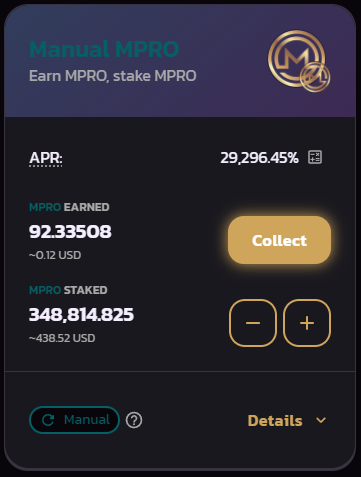 Manual MPRO
Earn MPRO, stake MPRO
APR:
29,296.45%
MPRO EARNED
92.33508
~0.12 USD
Collect
MPRO STAKED
348,814.825
~438.52 USD
Manual
Details